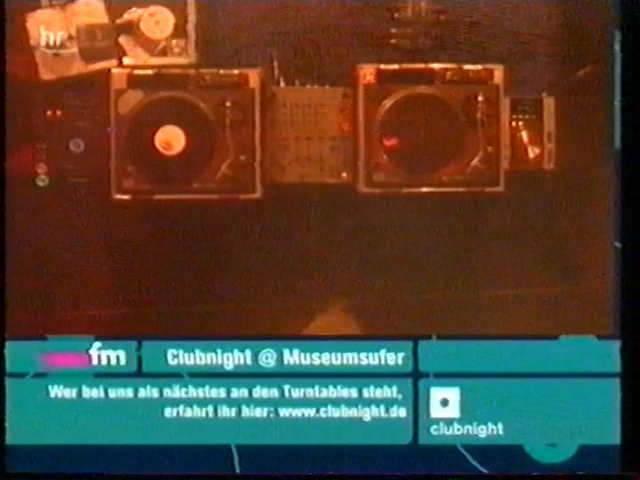 hr
fm
Clubnight @ Museumsufer
Wer bei uns als nächstes an den Turntables steht,
erfahrt ihr hier: www.clubnight.de
clubnight